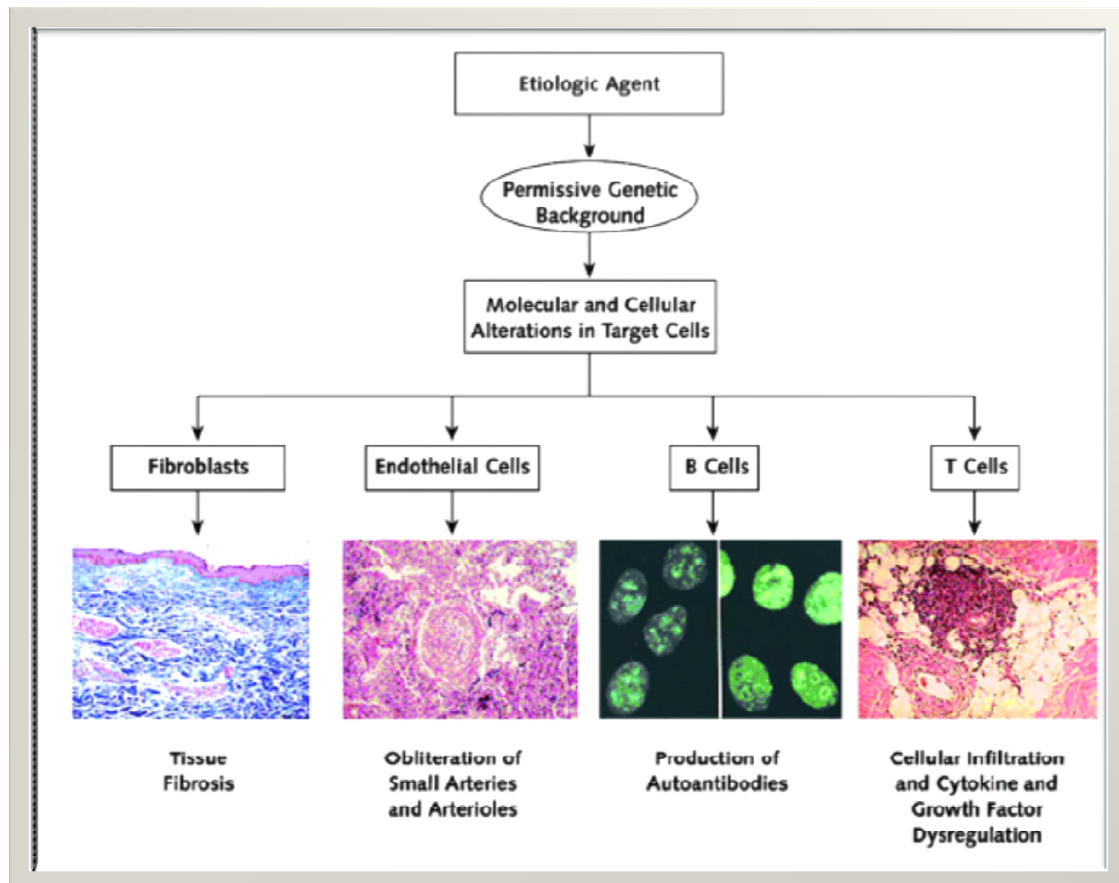 Etiologic Agent
Permissive Genetic
Background
Molecular and Cellular
Alterations in Target Cells
Fibroblasts
Endothelial Cells
B Cells
T Cells
Tissue
Fibrosis
Obliteration of
Small Arteries
and Arterioles
Production of
Autoantibodies
Cellular Infiltration
and Cytokine and
Growth Factor
Dysregulation